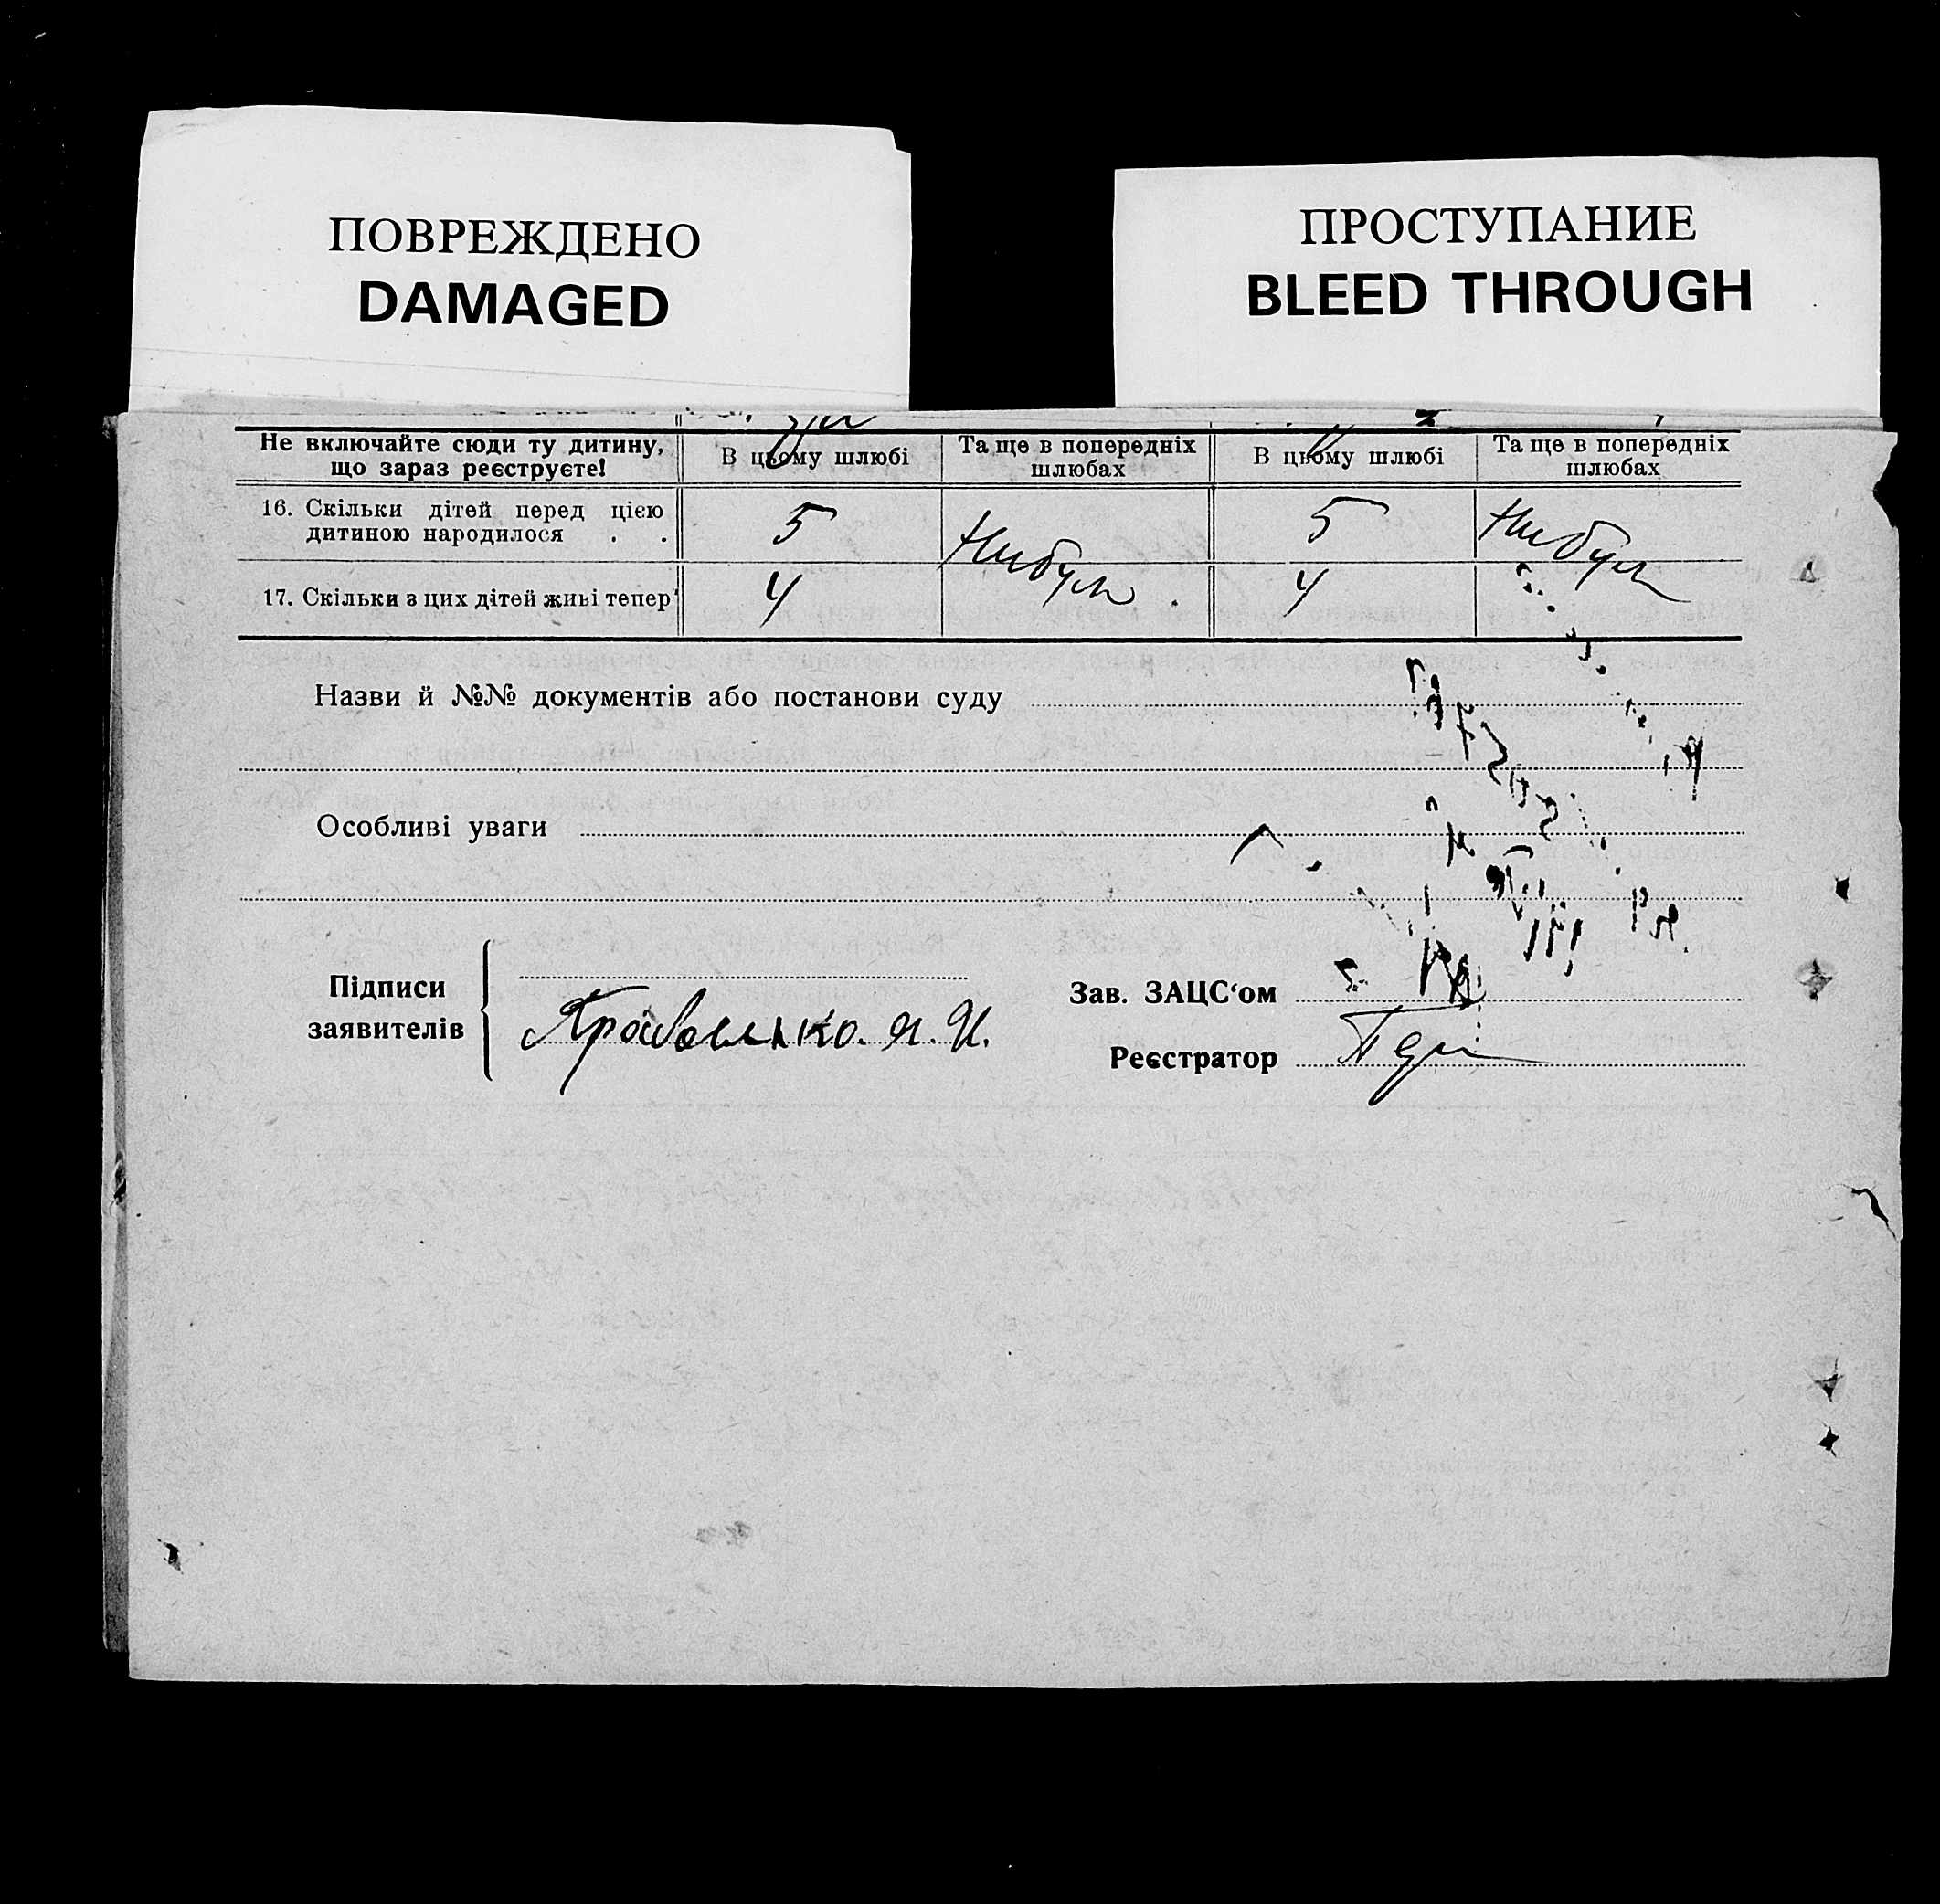 ПОВРЕЖДЕНО
DAMAGED
ПРОСТУПАНИЕ
BLEED THROUGH
Не включайте сюди ту дитину, що зараз реєструєте!
В цьому шлюбі
Та ще в попередніх шлюбах
В цьому шлюбі
Та ще в попередніх шлюбах
16. Скільки дітей перед цією
дитиною народилося . .
5
5
17. Скільки з цих дітей живі тепер
4
4
Назви й №№ документів або постанови суду
Особливі уваги
Підписи
заявителів
Зав. ЗАЦС‘ом
Реєстратор